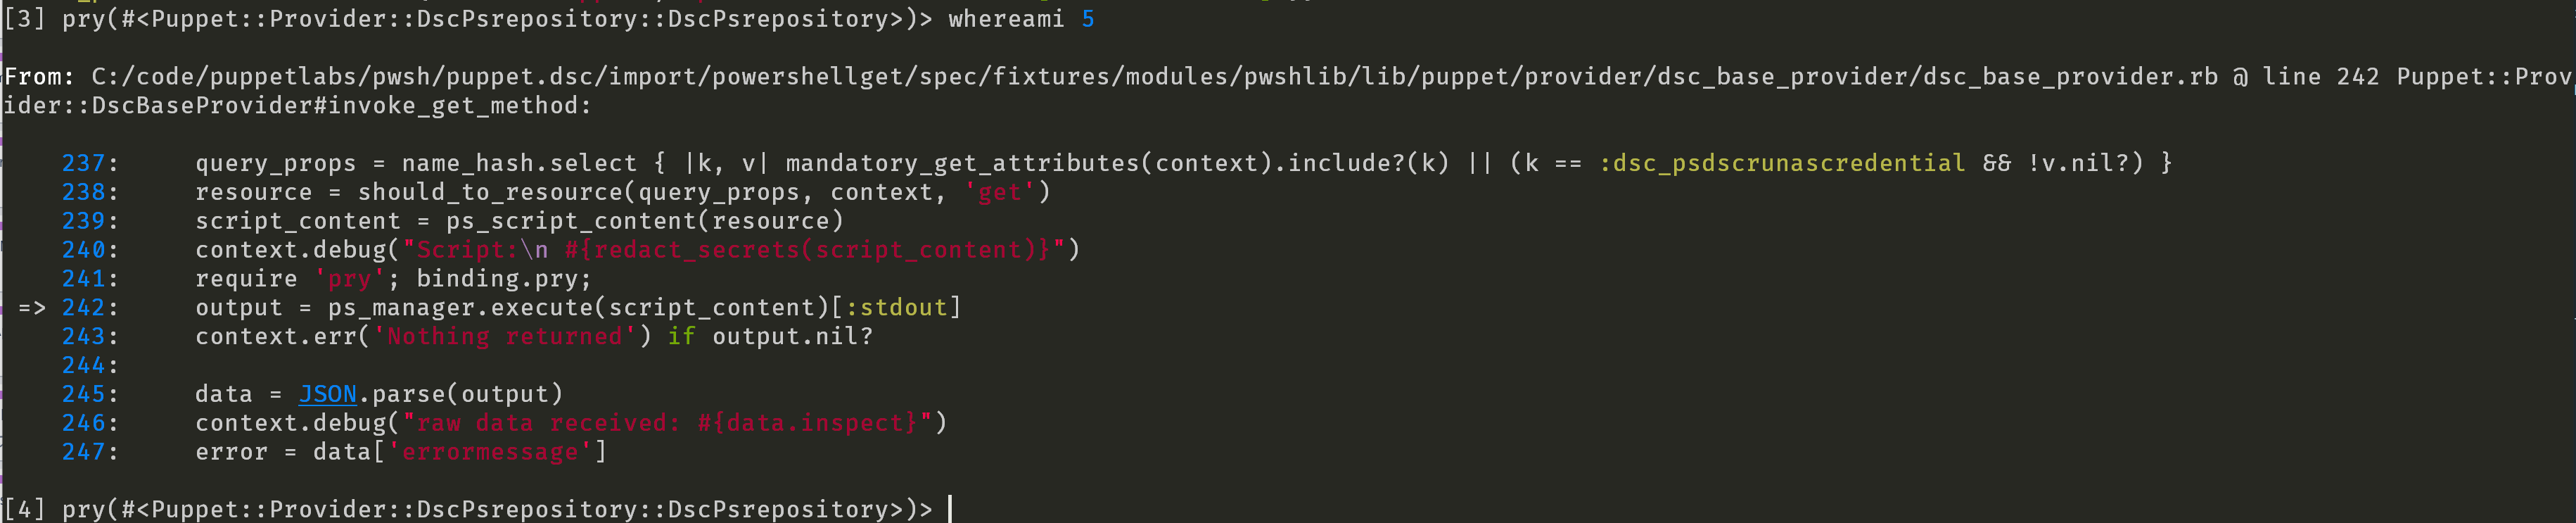 [3] pry(#<Puppet::Provider::DscPsrepository::DscPsrepository>)> whereami 5
From: C:/code/puppetlabs/pwsh/puppet.dsc/import/powershellget/spec/fixtures/modules/pwshlib/lib/puppet/provider/dsc_base_provider/dsc_base_provider.rb @ line 242 Puppet::Prov
ider::DscBaseProvider#invoke_get_method:
237:     query_props = name_hash.select { |k, v| mandatory_get_attributes(context).include?(k) || (k == :dsc_psdscrunascredential && !v.nil?) }
238:     resource = should_to_resource(query_props, context, 'get')
239:     script_content = ps_script_content(resource)
240:     context.debug("Script:\n #{redact_secrets(script_content)}")
241:     require 'pry'; binding.pry;
=> 242:     output = ps_manager.execute(script_content)[:stdout]
243:     context.err('Nothing returned') if output.nil?
244:
245:     data = JSON.parse(output)
246:     context.debug("raw data received: #{data.inspect}")
247:     error = data['errormessage']
[4] pry(#<Puppet::Provider::DscPsrepository::DscPsrepository>)>